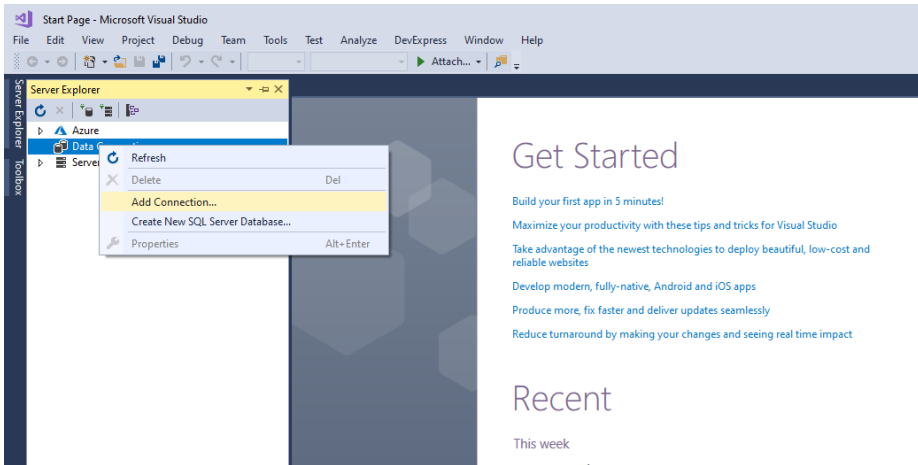 Start Page - Microsoft Visual Studio
File Edit View Project Debug Team Tools Test Analyze DevExpress Window Help
Attach...
Server Explorer
Server Explorer
Toolbox
Azure
Data
Server
Refresh
Delete Del
Add Connection...
Create New SQL Server Database...
Properties Alt+Enter
Get Started
Build your first app in 5 minutes!
Maximize your productivity with these tips and tricks for Visual Studio
Take advantage of the newest technologies to deploy beautiful, low-cost and
reliable websites
Develop modern, fully-native, Android and iOS apps
Produce more, fix faster and deliver updates seamlessly
Reduce turnaround by making your changes and seeing real time impact
Recent
This week